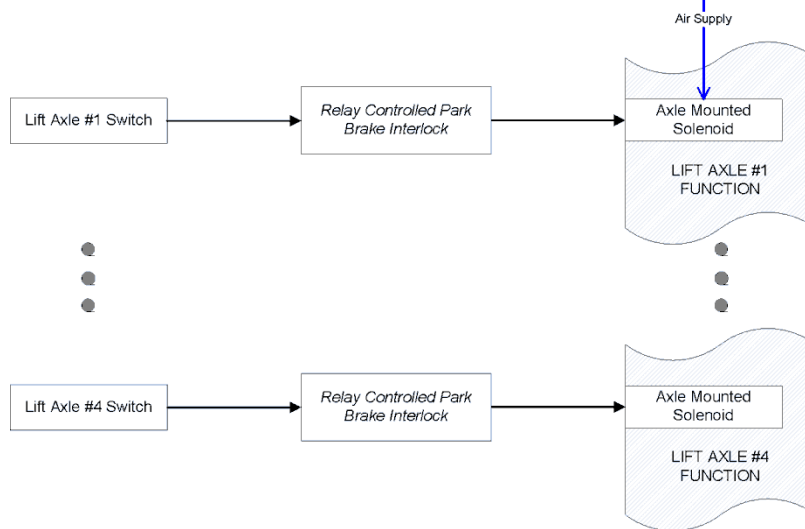 Air Supply
Lift Axle #1 Switch
Relay Controlled Park
Brake Interlock
Axle Mounted
Solenoid
LIFT AXLE #1
FUNCTION
Lift Axle #4 Switch
Relay Controlled Park
Brake Interlock
Axle Mounted
Solenoid
LIFT AXLE #4
FUNCTION